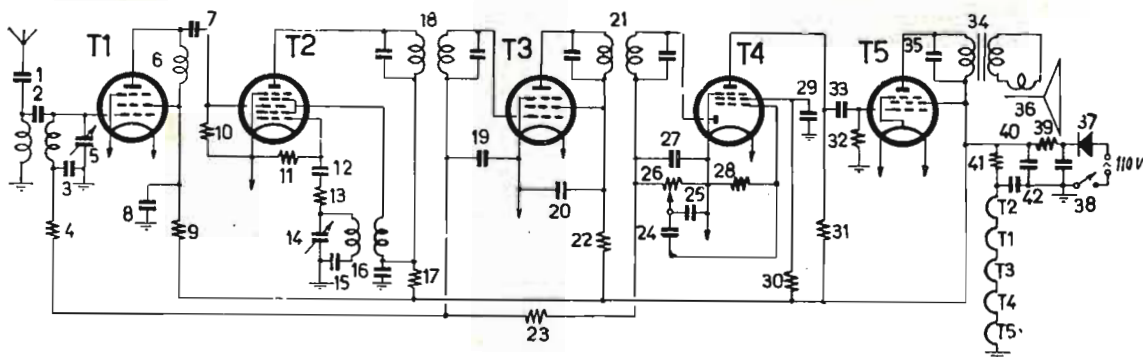 18 21 34
7
T1 T2 T3 T4 T5
6 35
1
2 29 33 36
5 10 19 27 32 40 39 37
3 11 12 26 28 41 110 V
13 20 25 42 38
8 14 24 T2
4 9 15 16 17 22 30 31 T1
T3
23 T4
T5.